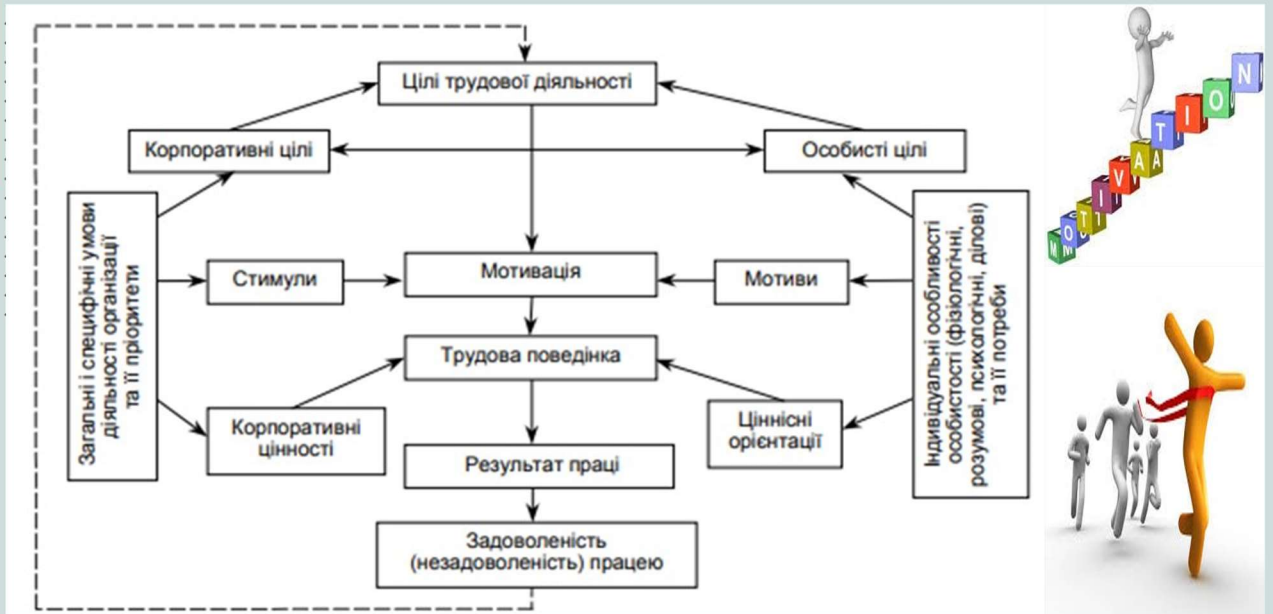 Цілі трудової діяльності
Корпоративні цілі
Особисті цілі
Загальні і специфічні умови
діяльності організації
та її пріоритети
Стимули
Мотивація
Мотиви
Індивідуальні особливості
особистості (фізіологічні,
розумові, психологічні, ділові)
та її потреби
Трудова поведінка
Корпоративні
цінності
Ціннісні
орієнтації
Результат праці
Задоволеність
(незадоволеність) працею
MOTIVATION